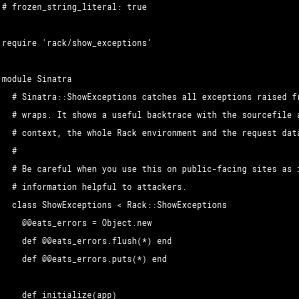 # frozen_string_literal: true
require 'rack/show_exceptions'
module Sinatra
# Sinatra::ShowExceptions catches all exceptions raised
# wraps. It shows a useful backtrace with the sourcefile
# context, the whole Rack environment and the request data
#
# Be careful when you use this on public-facing sites as
# information helpful to attackers.
class ShowExceptions < Rack::ShowExceptions
@@eats_errors = Object.new
def @@eats_errors.flush(*) end
def @@eats_errors.puts(*) end
def initialize(app)